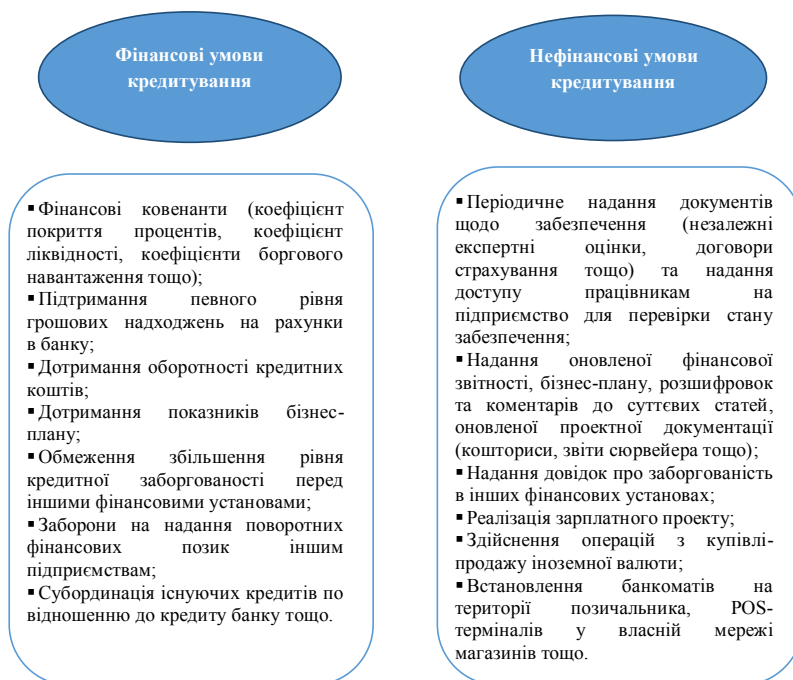 Фінансові умови
кредитування
▪Фінансові ковенанти (коефіцієнт
покриття процентів, коефіцієнт
ліквідності, коефіцієнти боргового
навантаження тощо);
▪Підтримання певного рівня
грошових надходжень на рахунки
в банку;
▪Дотримання оборотності кредитних
коштів;
▪Дотримання показників бізнес-
плану;
▪Обмеження збільшення рівня
кредитної заборгованості перед
іншими фінансовими установами;
▪Заборони на надання поворотних
фінансових позик іншим
підприємствам;
▪Субординація існуючих кредитів по
відношенню до кредиту банку тощо.
Нефінансові умови
кредитування
▪Періодичне надання документів
щодо забезпечення (незалежні
експертні оцінки, договори
страхування тощо) та надання
доступу працівникам на
підприємство для перевірки стану
забезпечення;
▪Надання оновленої фінансової
звітності, бізнес-плану, розшифровок
та коментарів до суттєвих статей,
оновленої проектної документації
(кошториси, звіти сюрвейера тощо);
▪Надання довідок про заборгованість
в інших фінансових установах;
▪Реалізація зарплатного проекту;
▪Здійснення операцій з купівлі-
продажу іноземної валюти;
▪Встановлення банкоматів на
території позичальника, POS-
терміналів у власній мережі
магазинів тощо.